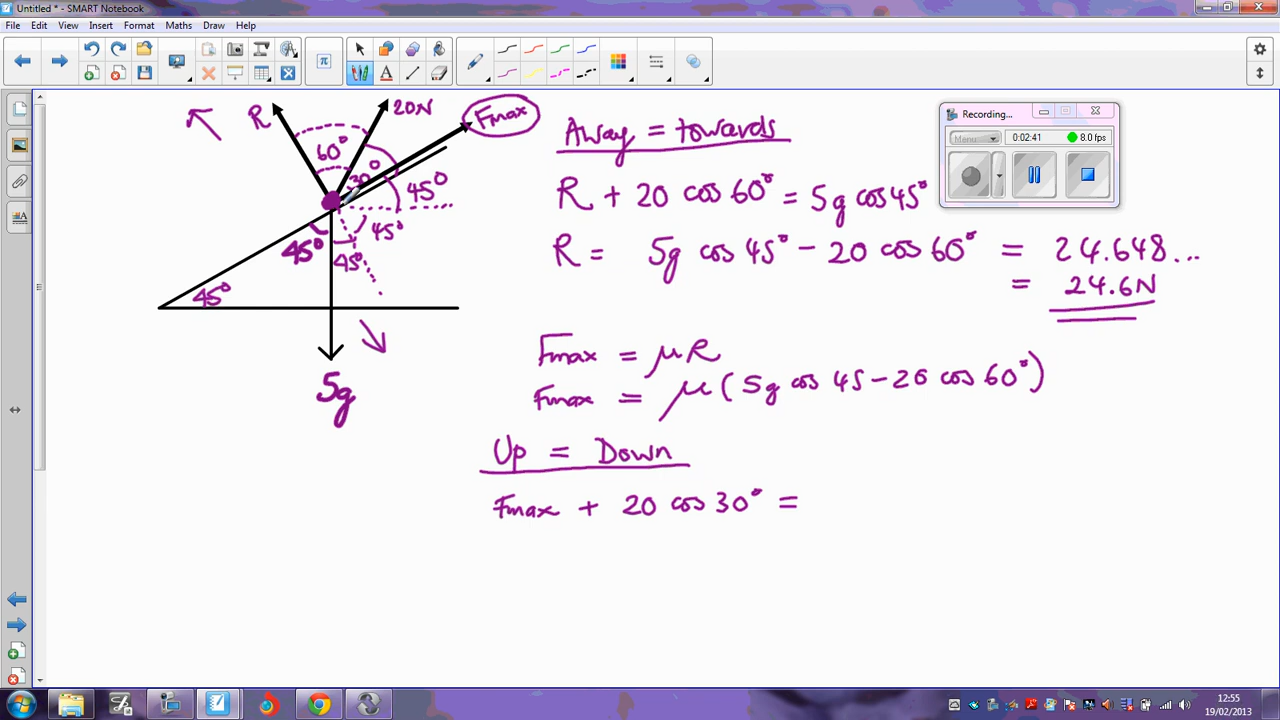 Untitled * - SMART Notebook
File Edit View Insert Format Maths Draw Help
Recording...
Menu
0:02:41
8.0 fps
R
20N
Fmax
60°
30°
45°
45°
45°
45°
45°
5g
Away = towards
R + 20 cos 60° = 5g cos 45°
R = 5g cos 45° - 20 cos 60° = 24.648...
= 24.6N
Fmax = μR
Fmax = μ(5g cos 45 - 20 cos 60°)
Up = Down
Fmax + 20 cos 30° =
12:55
19/02/2013